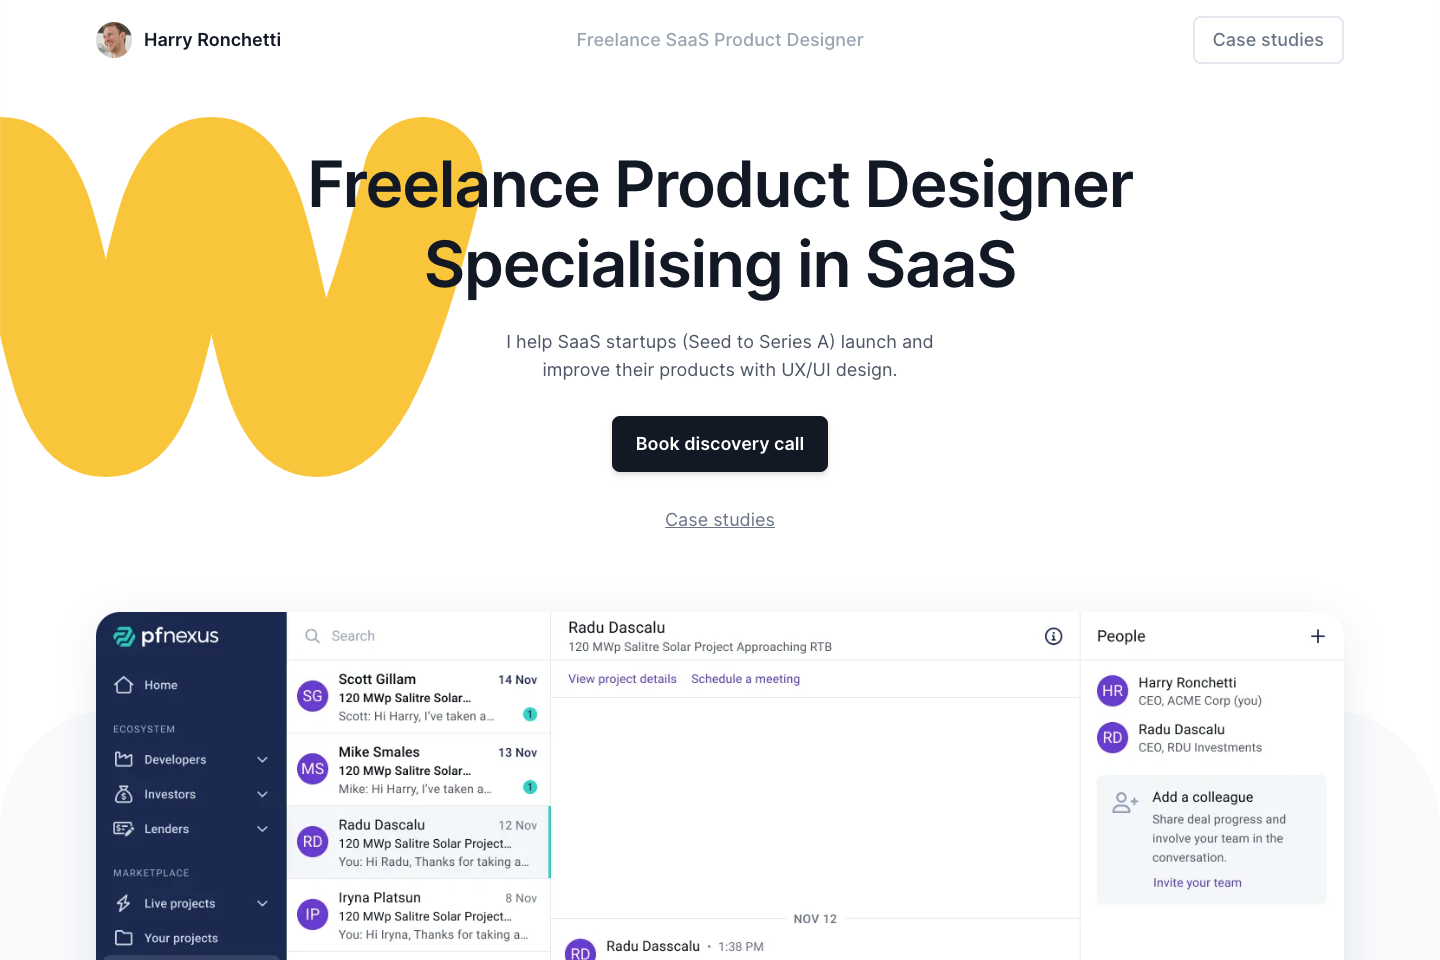 Harry Ronchetti
Freelance SaaS Product Designer
Case studies
Freelance Product Designer
Specialising in SaaS
I help SaaS startups (Seed to Series A) launch and
improve their products with UX/UI design.
Book discovery call
Case studies
pfnexus
Home
ECOSYSTEM
Developers
Investors
Lenders
MARKETPLACE
Live projects
Your projects
Search
SG
Scott Gillam
14 Nov
120 MWp Salitre Solar...
Scott: Hi Harry, I've taken a...
1
MS
Mike Smales
13 Nov
120 MWp Salitre Solar...
Mike: Hi Harry, I've taken a...
1
RD
Radu Dascalu
12 Nov
120 MWp Salitre Solar Project...
You: Hi Radu, Thanks for taking a...
IP
Iryna Platsun
8 Nov
120 MWp Salitre Solar Project...
You: Hi Iryna, Thanks for taking a...
Radu Dascalu
120 MWp Salitre Solar Project Approaching RTB
View project details
Schedule a meeting
NOV 12
RD
Radu Dasscalu • 1:38 PM
People
HR
Harry Ronchetti
CEO, ACME Corp (you)
RD
Radu Dascalu
CEO, RDU Investments
Add a colleague
Share deal progress and
involve your team in the
conversation.
Invite your team